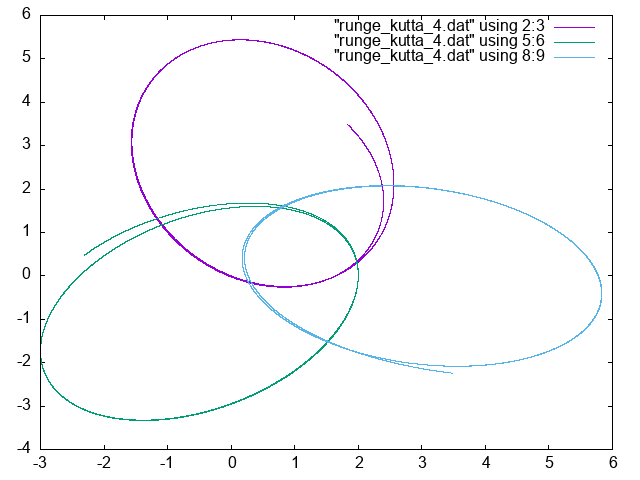 6
"runge_kutta_4.dat" using 2:3
"runge_kutta_4.dat" using 5:6
"runge_kutta_4.dat" using 8:9
5
4
3
2
1
0
-1
-2
-3
-4
-3 -2 -1 0 1 2 3 4 5 6